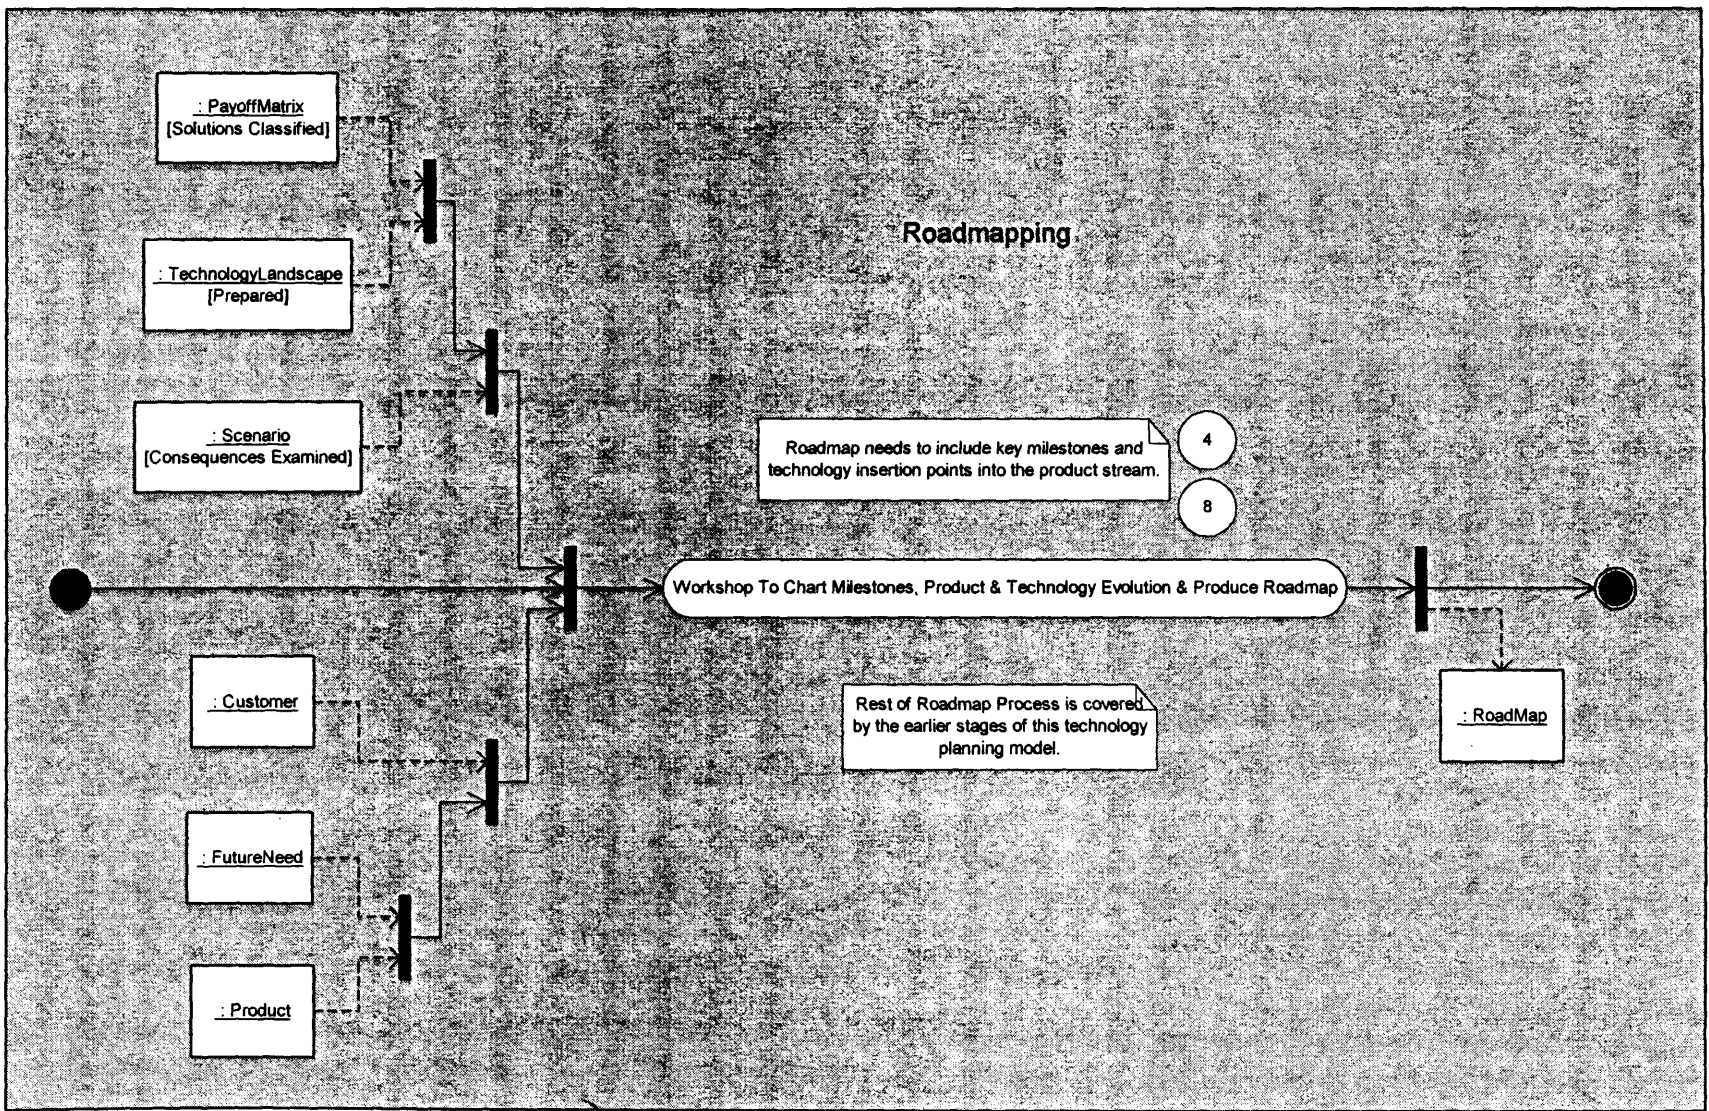 : PayoffMatrix
[Solutions Classified]
Roadmapping
: TechnologyLandscape
[Prepared]
: Scenario
[Consequences Examined]
Roadmap needs to include key milestones and
technology insertion points into the product stream.
4
8
Workshop To Chart Milestones, Product & Technology Evolution & Produce Roadmap
: Customer
Rest of Roadmap Process is covered
by the earlier stages of this technology
planning model.
: RoadMap
: FutureNeed
: Product